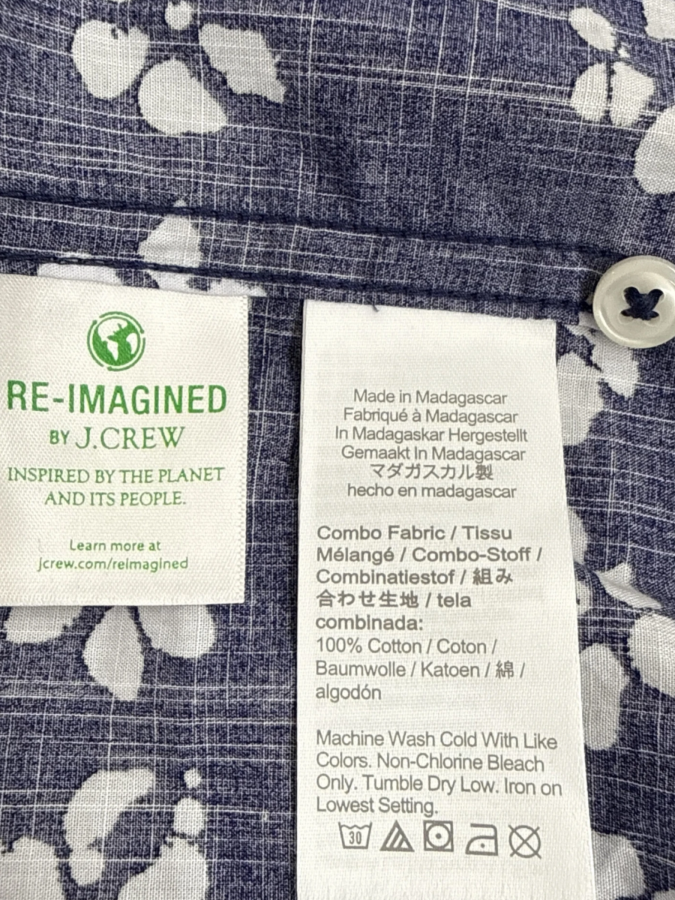 RE-IMAGINED
BY J.CREW
INSPIRED BY THE PLANET
AND ITS PEOPLE.
Learn more at
jcrew.com/reimagined
Made in Madagascar
Fabriqué à Madagascar
In Madagaskar Hergestellt
Gemaakt In Madagascar
マダガスカル製
hecho en madagascar
Combo Fabric / Tissu
Mélangé / Combo-Stoff /
Combinatiestof / 組み
合わせ生地 / tela
combinada:
100% Cotton / Coton /
Baumwolle / Katoen / 綿 /
algodón
Machine Wash Cold With Like
Colors. Non-Chlorine Bleach
Only. Tumble Dry Low. Iron on
Lowest Setting.
30